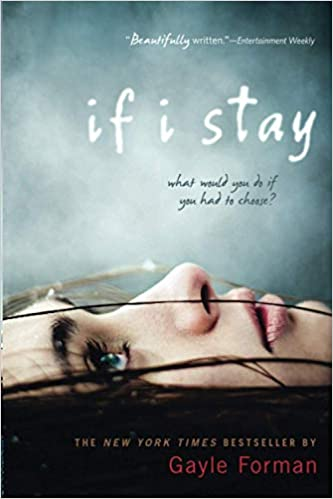 "Beautifully written."—Entertainment Weekly
if i stay
what would you do if
you had to choose?
THE NEW YORK TIMES BESTSELLER BY
Gayle Forman